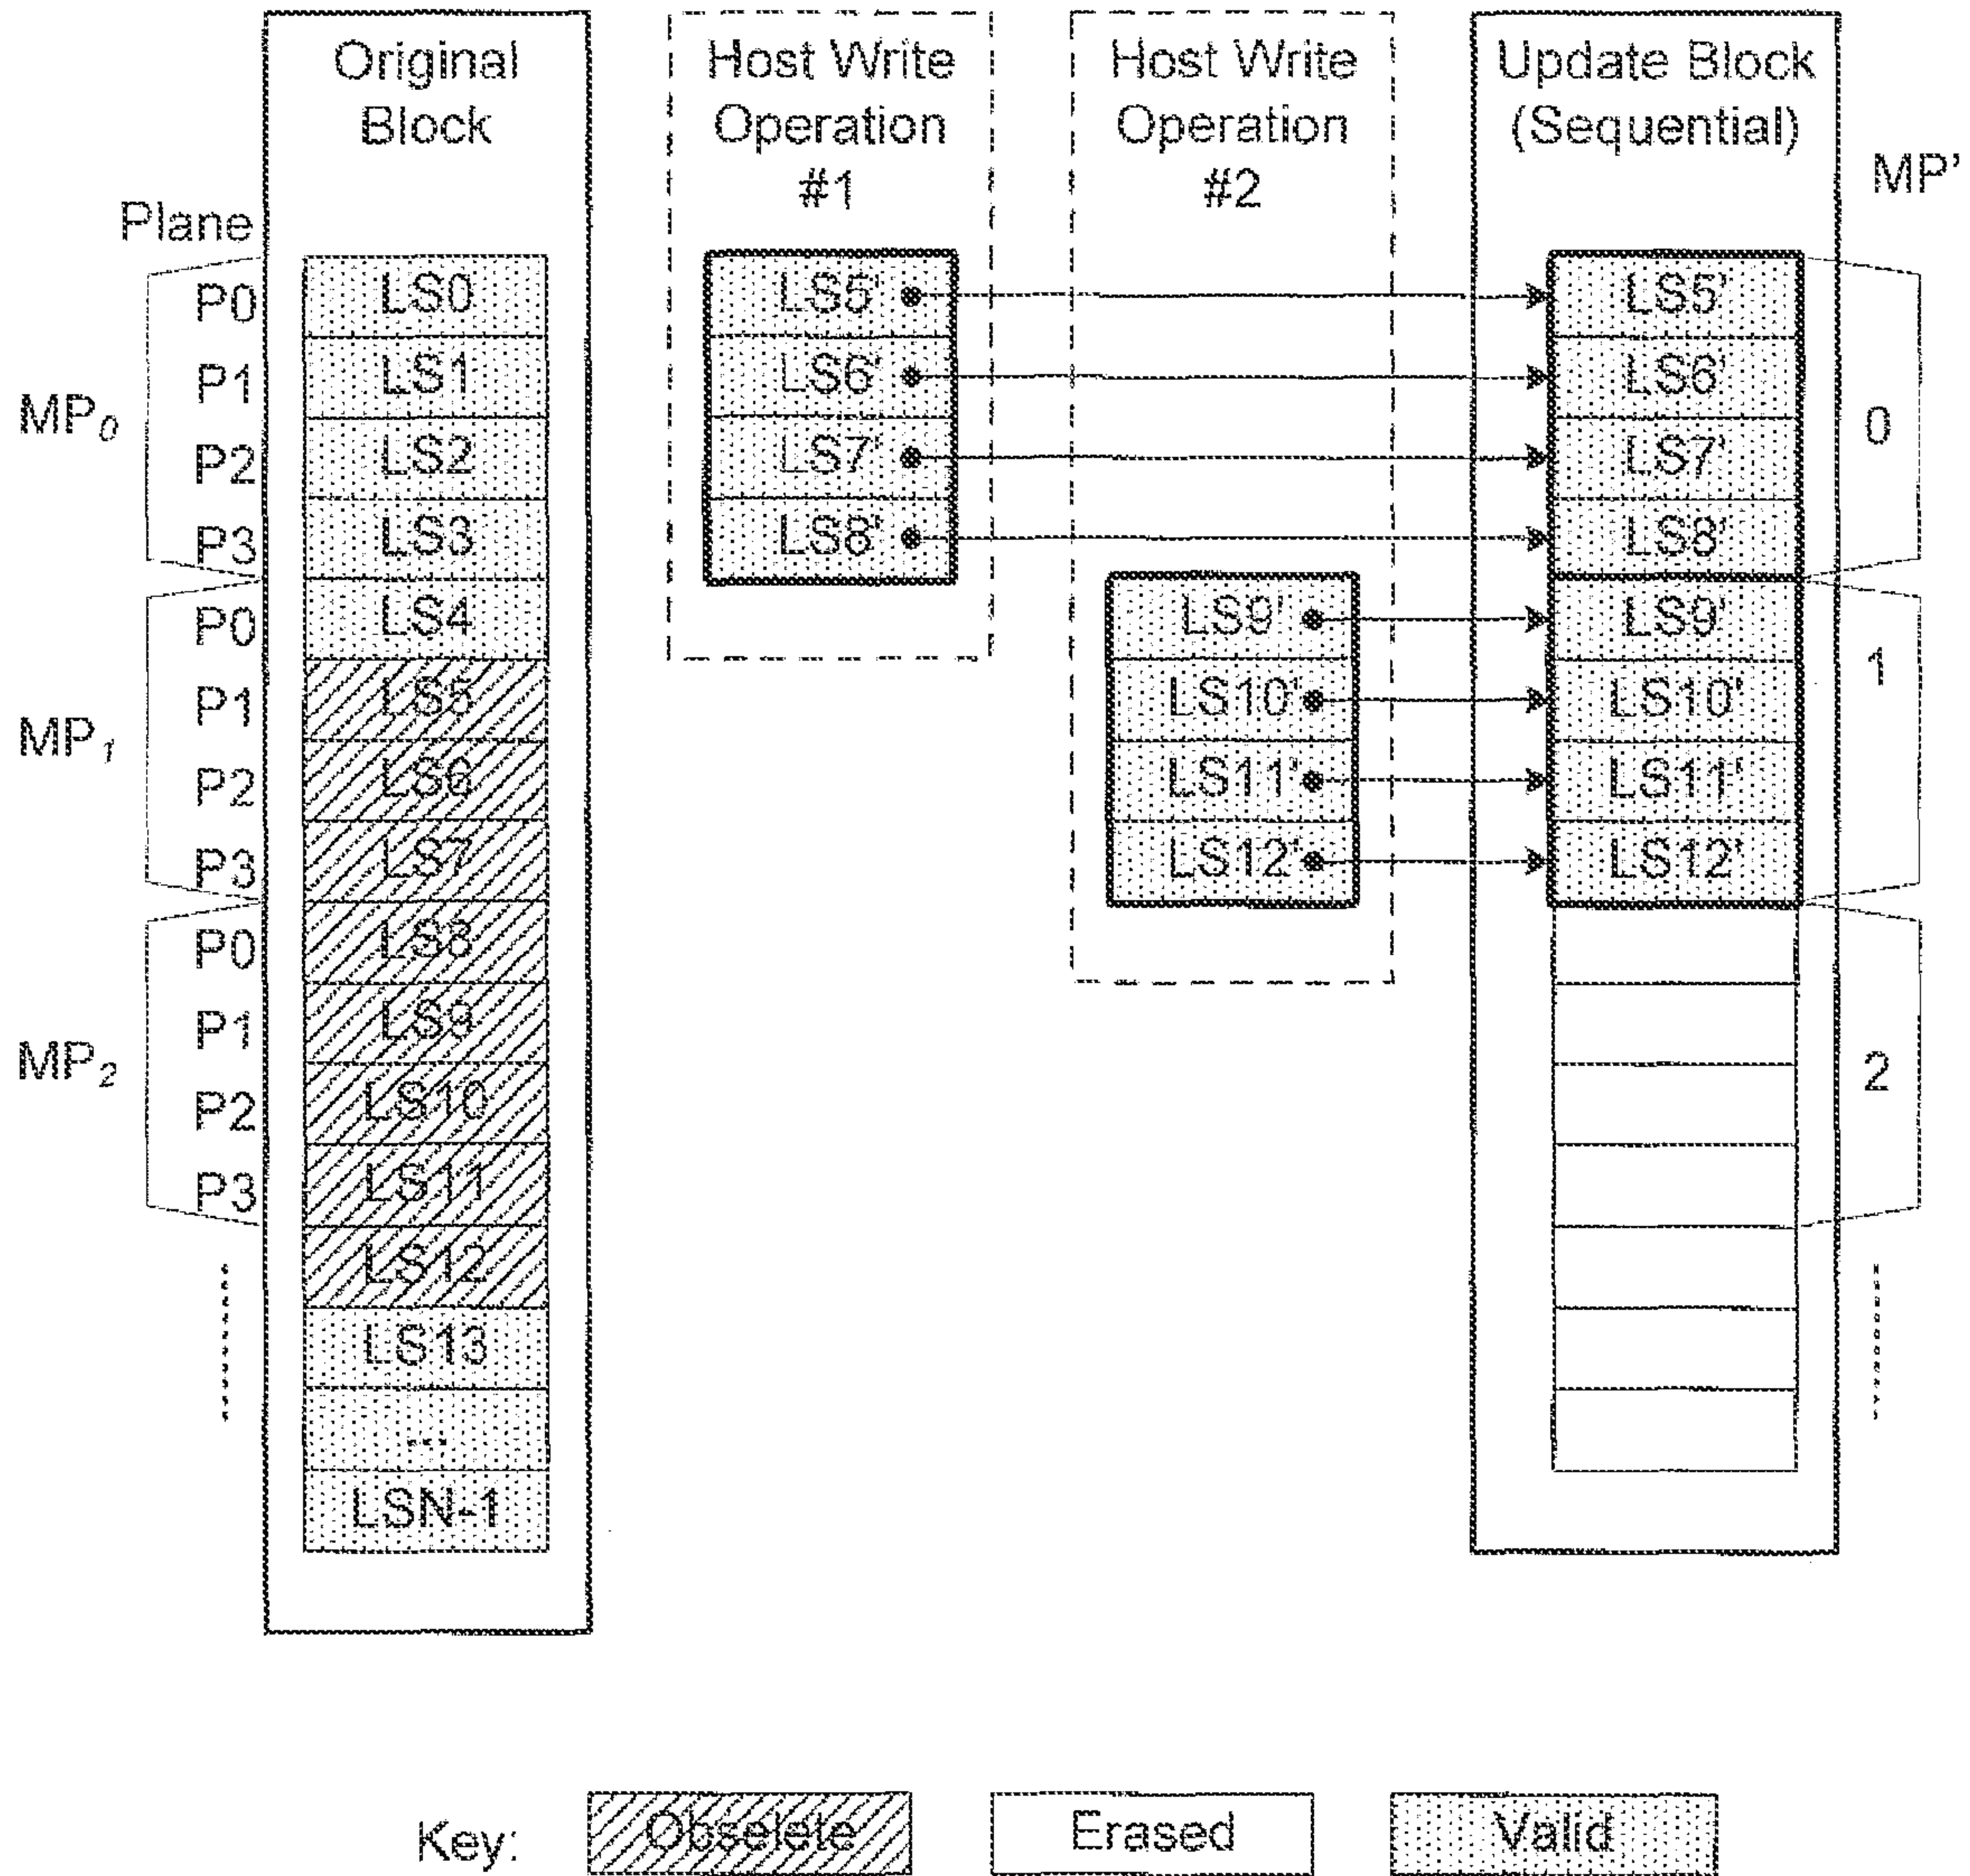 Original
Block
Host Write
Operation
#1
Host Write
Operation
#2
Update Block
(Sequential)
MP'
Plane
MP0
P0
P1
P2
P3
MP1
P0
P1
P2
P3
MP2
P0
P1
P2
P3
LS0
LS1
LS2
LS3
LS4
LS5
LS6
LS7
LS8
LS9
LS10
LS11
LS12
LS13
...
LSN-1
LS5'
LS6'
LS7'
LS8'
LS9'
LS10'
LS11'
LS12'
LS5'
LS6'
LS7'
LS8'
LS9'
LS10'
LS11'
LS12'
0
1
2
Key:
Obselete
Erased
Valid